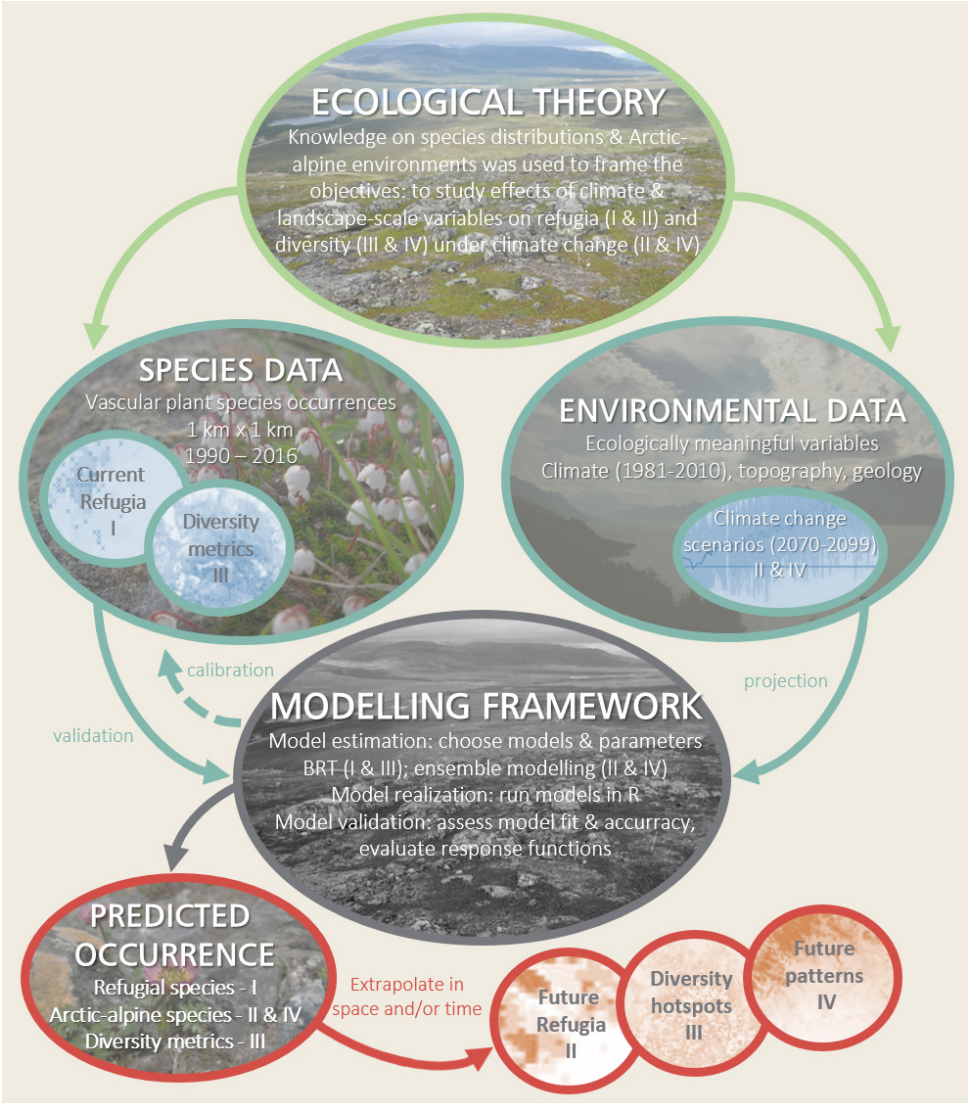 ECOLOGICAL THEORY
Knowledge on species distributions & Arctic-
alpine environments was used to frame the
objectives: to study effects of climate &
landscape-scale variables on refugia (I & II) and
diversity (III & IV) under climate change (II & IV)
SPECIES DATA
Vascular plant species occurrences
1 km x 1 km
1990 – 2016
Current
Refugia
I
Diversity
metrics
III
ENVIRONMENTAL DATA
Ecologically meaningful variables
Climate (1981-2010), topography, geology
Climate change
scenarios (2070-2099)
II & IV
calibration
validation
projection
MODELLING FRAMEWORK
Model estimation: choose models & parameters
BRT (I & III); ensemble modelling (II & IV)
Model realization: run models in R
Model validation: assess model fit & accurracy,
evaluate response functions
PREDICTED
OCCURRENCE
Refugial species - I
Arctic-alpine species - II & IV
Diversity metrics - III
Extrapolate in
space and/or time
Future
Refugia
II
Diversity
hotspots
III
Future
patterns
IV